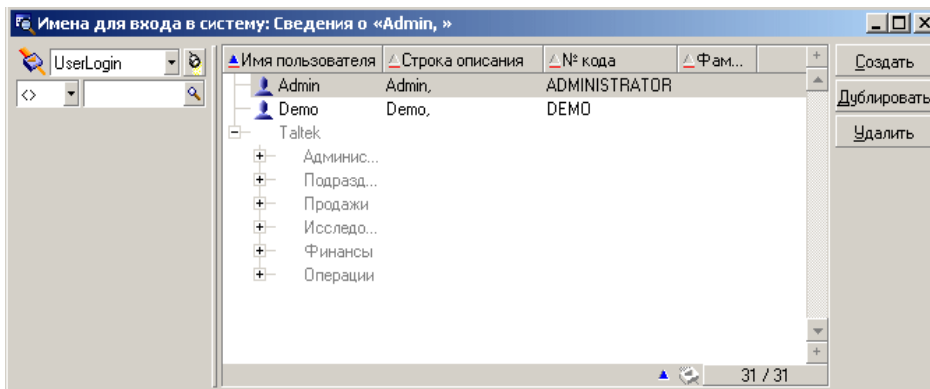 Имена для входа в систему: Сведения о «Admin, »
UserLogin
<>
Имя пользователя Строка описания № кода Фам...
Admin Admin, ADMINISTRATOR
Demo Demo, DEMO
Taltek
Админис...
Подразд...
Продажи
Исследо...
Финансы
Операции
31 / 31
Создать
Дублировать
Удалить